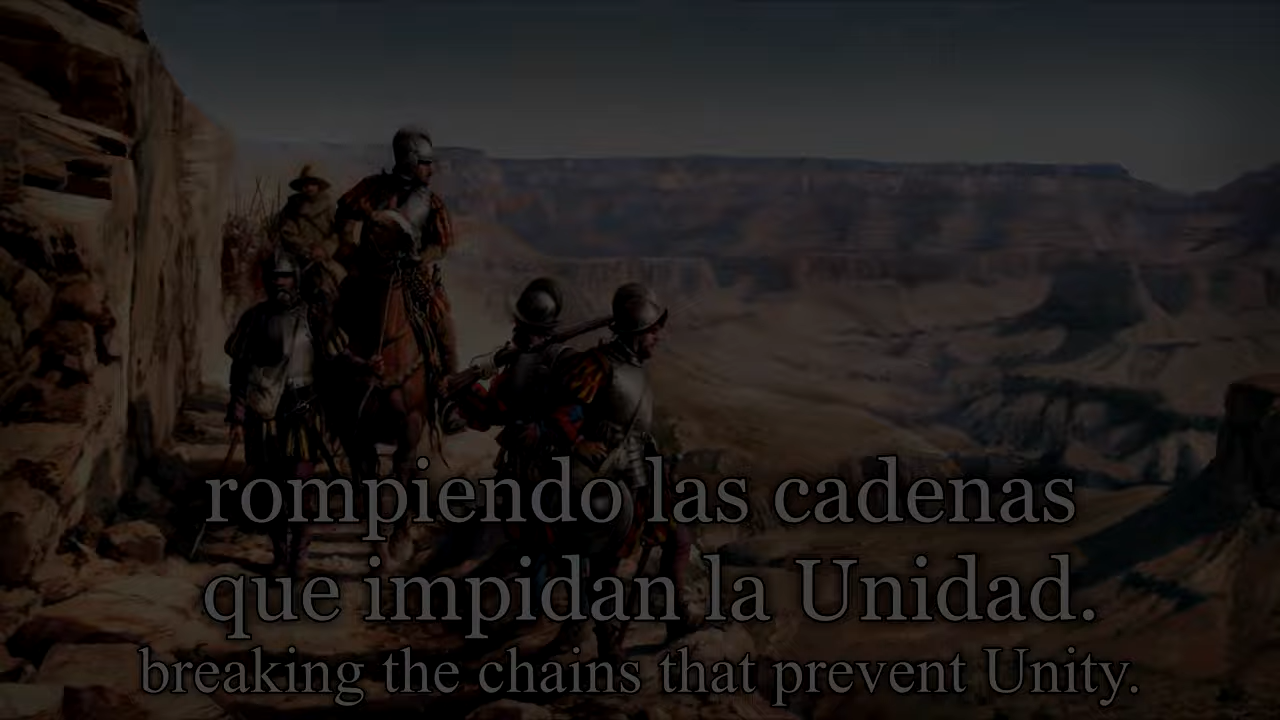 rompiendo las cadenas
que impidan la Unidad.
breaking the chains that prevent Unity.